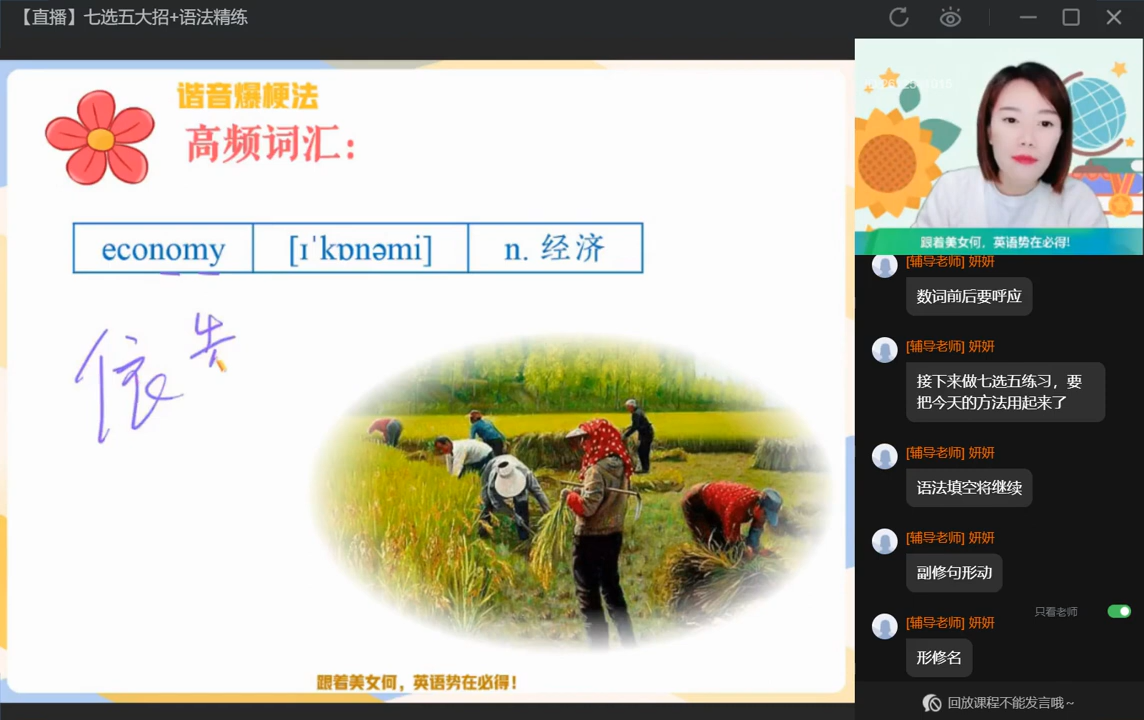 【直播】七选五大招+语法精练
谐音爆梗法
高频词汇：
economy
[ɪˈkɒnəmi]
n. 经济
依
跟着美女何，英语势在必得！
跟着美女何，英语势在必得!
[辅导老师] 妍妍
数词前后要呼应
[辅导老师] 妍妍
接下来做七选五练习，要
把今天的方法用起来了
[辅导老师] 妍妍
语法填空将继续
[辅导老师] 妍妍
副修句形动
只看老师
[辅导老师] 妍妍
形修名
回放课程不能发言哦～